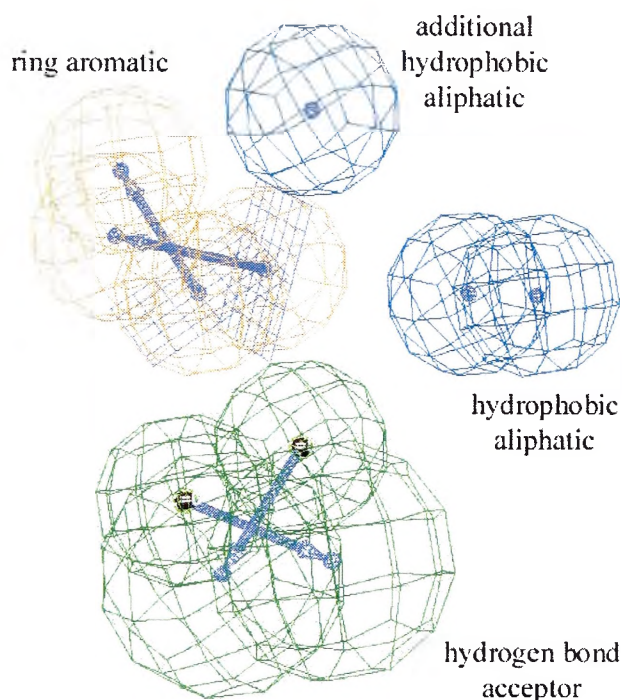 ring aromatic
additional
hydrophobic
aliphatic
hydrophobic
aliphatic
hydrogen bond
acceptor